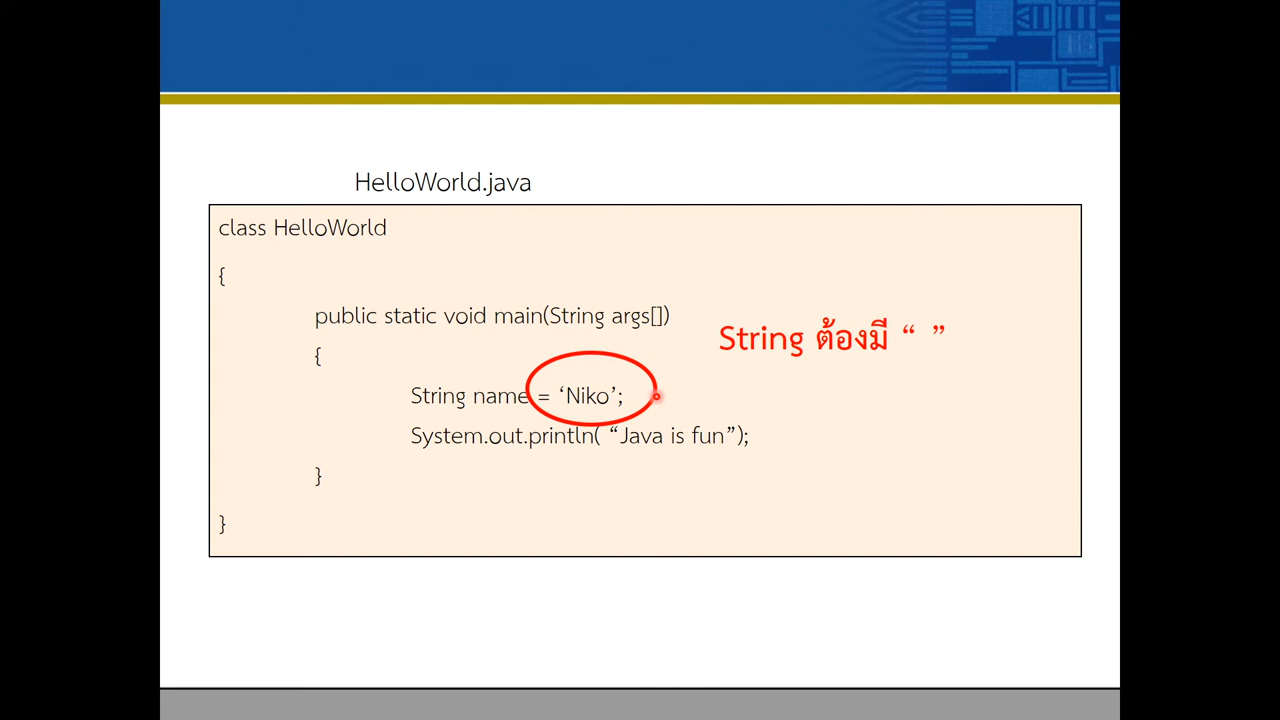 HelloWorld.java
class HelloWorld
{
public static void main(String args[])
String ต้องมี “ ”
{
String name = ‘Niko’;
System.out.println( “Java is fun”);
}
}